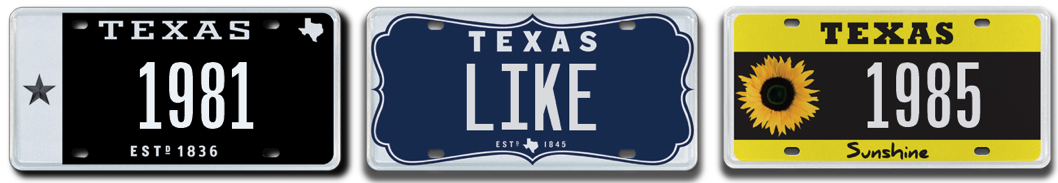 TEXAS
1981
ESTD 1836
TEXAS
LIKE
ESTD 1845
TEXAS
1985
Sunshine